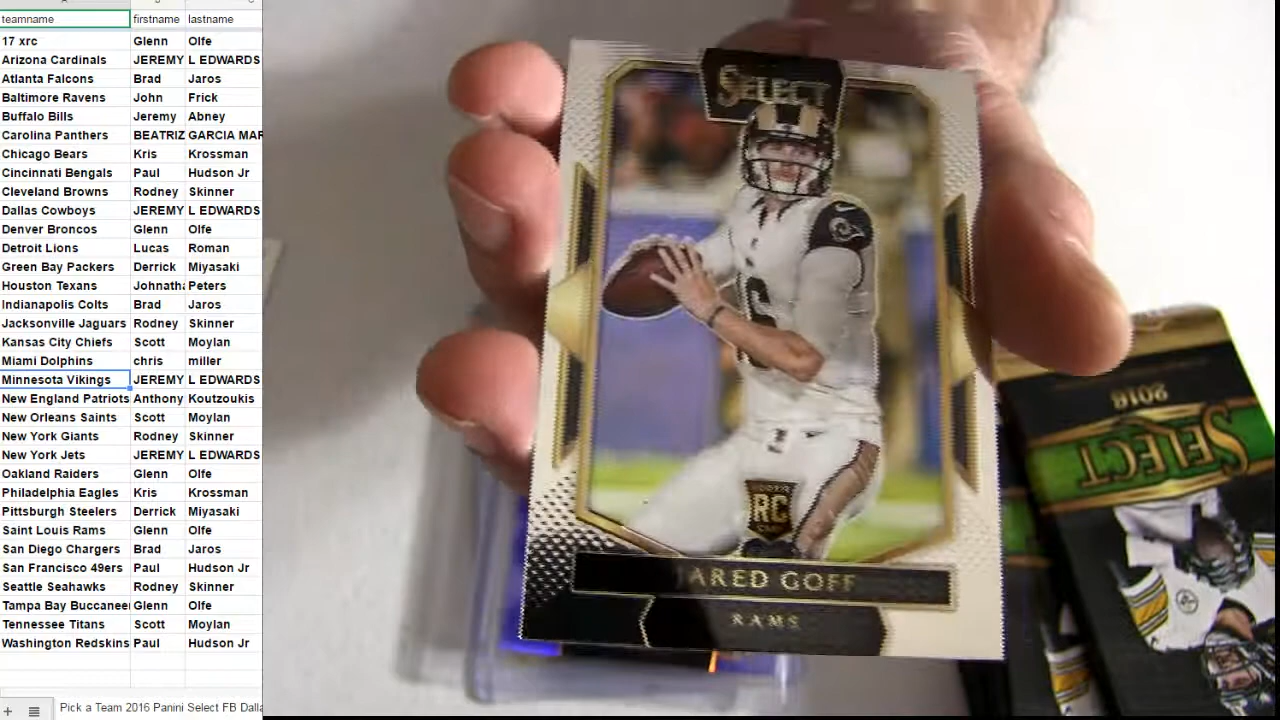 teamname firstname lastname
17 xrc Glenn Olfe
Arizona Cardinals JEREMY L EDWARDS
Atlanta Falcons Brad Jaros
Baltimore Ravens John Frick
Buffalo Bills Jeremy Abney
Carolina Panthers BEATRIZ GARCIA MAR
Chicago Bears Kris Krossman
Cincinnati Bengals Paul Hudson Jr
Cleveland Browns Rodney Skinner
Dallas Cowboys JEREMY L EDWARDS
Denver Broncos Glenn Olfe
Detroit Lions Lucas Roman
Green Bay Packers Derrick Miyasaki
Houston Texans Johnatha Peters
Indianapolis Colts Brad Jaros
Jacksonville Jaguars Rodney Skinner
Kansas City Chiefs Scott Moylan
Miami Dolphins chris miller
Minnesota Vikings JEREMY L EDWARDS
New England Patriots Anthony Koutzoukis
New Orleans Saints Scott Moylan
New York Giants Rodney Skinner
New York Jets JEREMY L EDWARDS
Oakland Raiders Glenn Olfe
Philadelphia Eagles Kris Krossman
Pittsburgh Steelers Derrick Miyasaki
Saint Louis Rams Glenn Olfe
San Diego Chargers Brad Jaros
San Francisco 49ers Paul Hudson Jr
Seattle Seahawks Rodney Skinner
Tampa Bay Buccanee Glenn Olfe
Tennessee Titans Scott Moylan
Washington Redskins Paul Hudson Jr
Pick a Team 2016 Panini Select FB Dalla
SELECT
16
ROOKIE
RC
JARED GOFF
RAMS
2016
SELECT